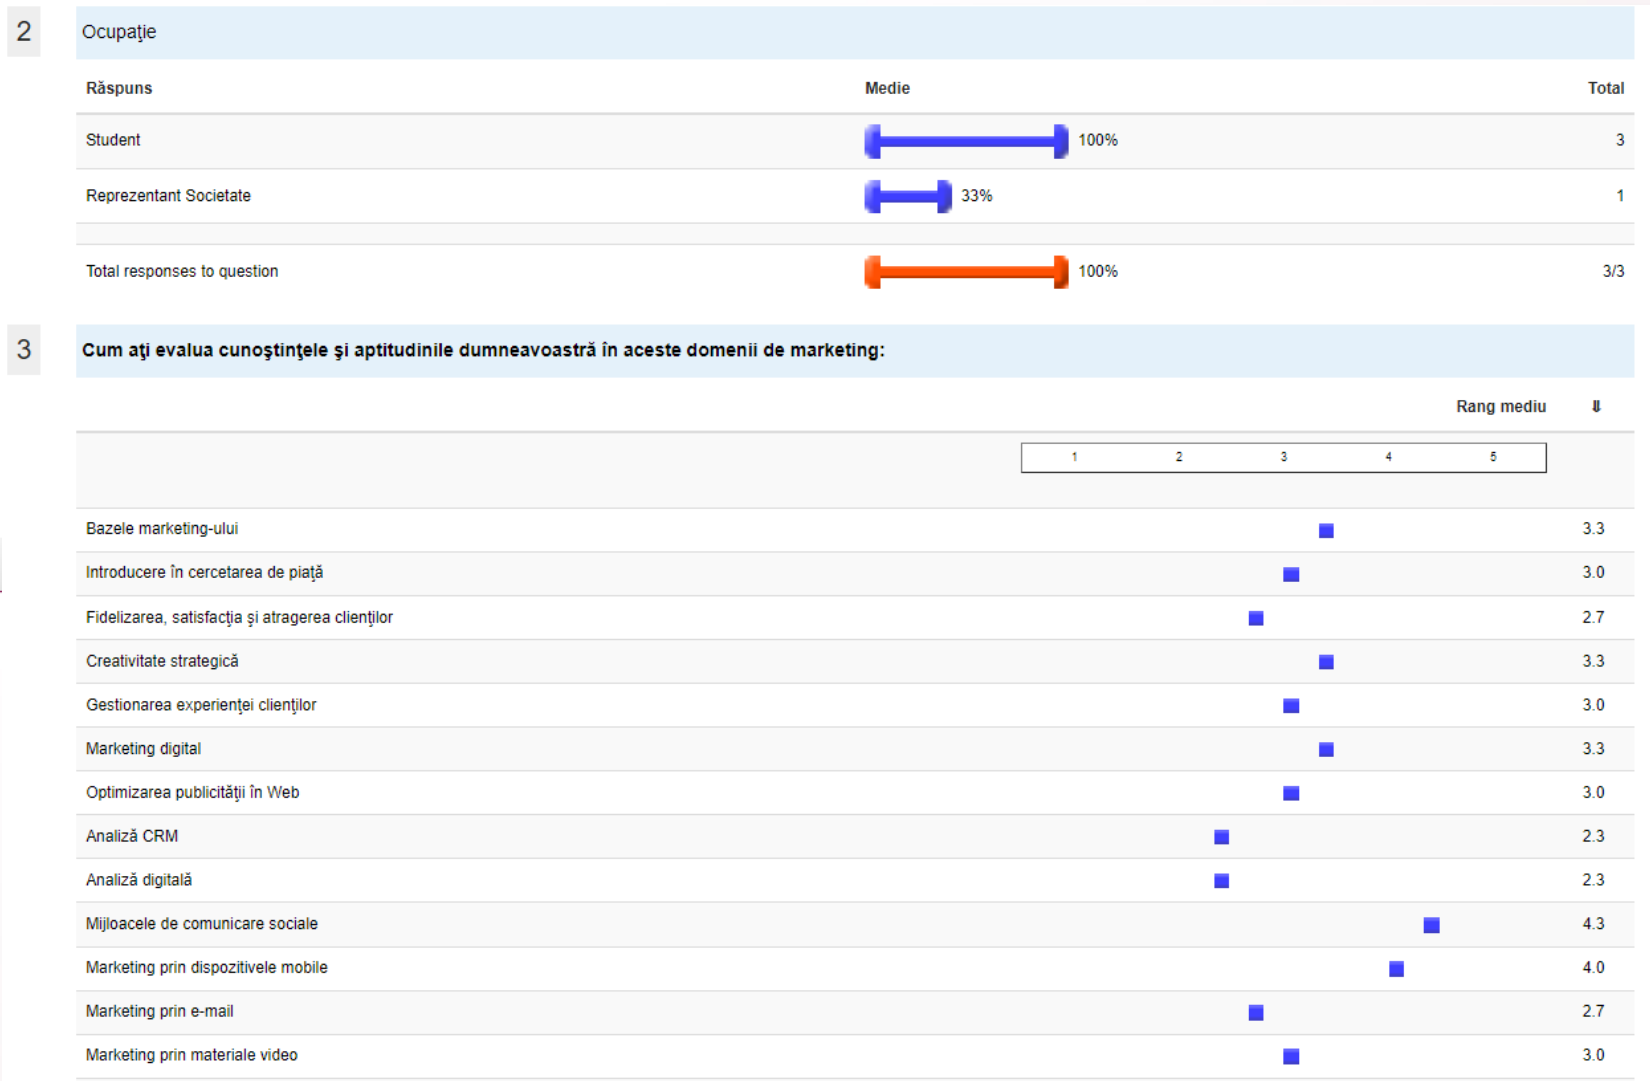 2 Ocupaţie
Răspuns Medie Total
Student 100% 3
Reprezentant Societate 33% 1
Total responses to question 100% 3/3
3 Cum aţi evalua cunoştinţele şi aptitudinile dumneavoastră în aceste domenii de marketing:
Rang mediu ⇓
1 2 3 4 5
Bazele marketing-ului 3.3
Introducere în cercetarea de piaţă 3.0
Fidelizarea, satisfacţia şi atragerea clienţilor 2.7
Creativitate strategică 3.3
Gestionarea experienţei clienţilor 3.0
Marketing digital 3.3
Optimizarea publicităţii în Web 3.0
Analiză CRM 2.3
Analiză digitală 2.3
Mijloacele de comunicare sociale 4.3
Marketing prin dispozitivele mobile 4.0
Marketing prin e-mail 2.7
Marketing prin materiale video 3.0